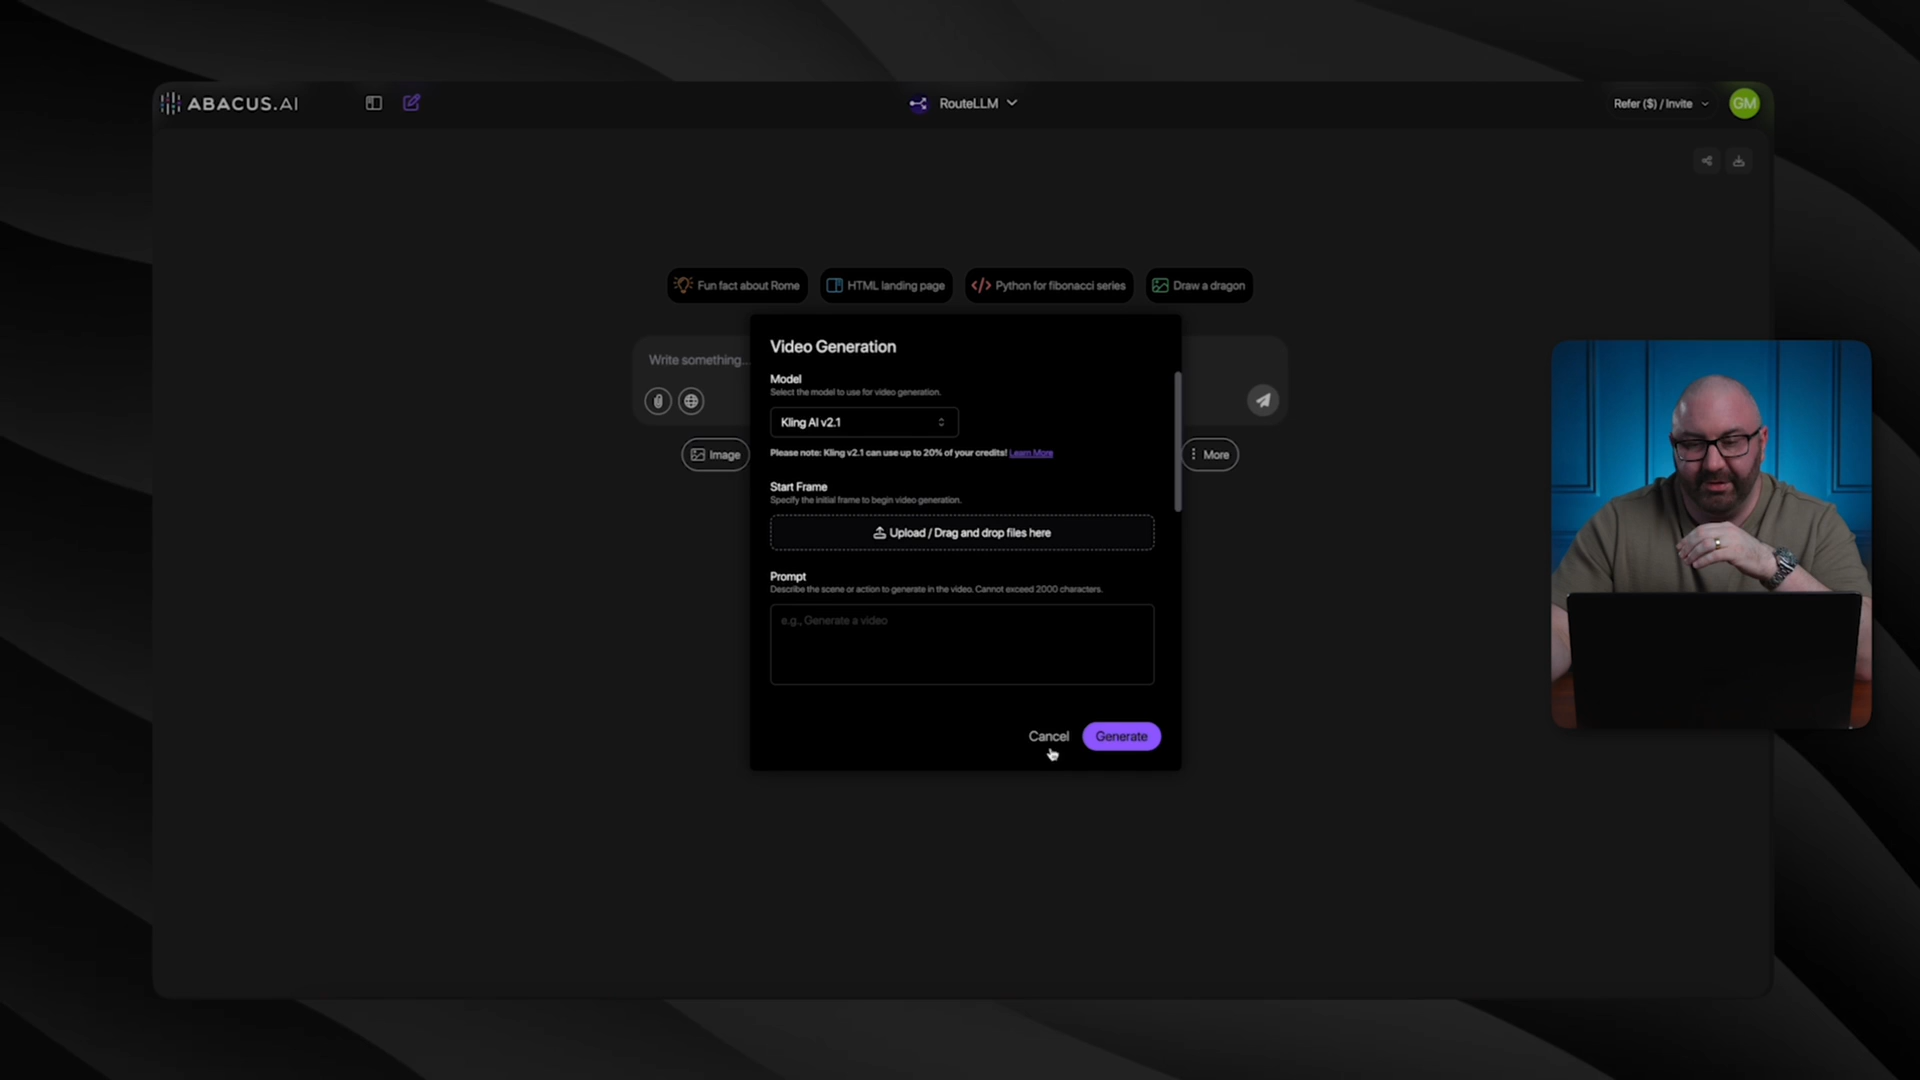 ABACUS.AI
RouteLLM
Refer ($) / Invite
GM
Fun fact about Rome
HTML landing page
Python for fibonacci series
Draw a dragon
Write something...
Image
More
Video Generation
Model
Select the model to use for video generation.
Kling AI v2.1
Please note: Kling v2.1 can use up to 20% of your credits! Learn More
Start Frame
Specify the initial frame to begin video generation.
Upload / Drag and drop files here
Prompt
Describe the scene or action to generate in the video. Cannot exceed 2000 characters.
e.g., Generate a video
Cancel
Generate